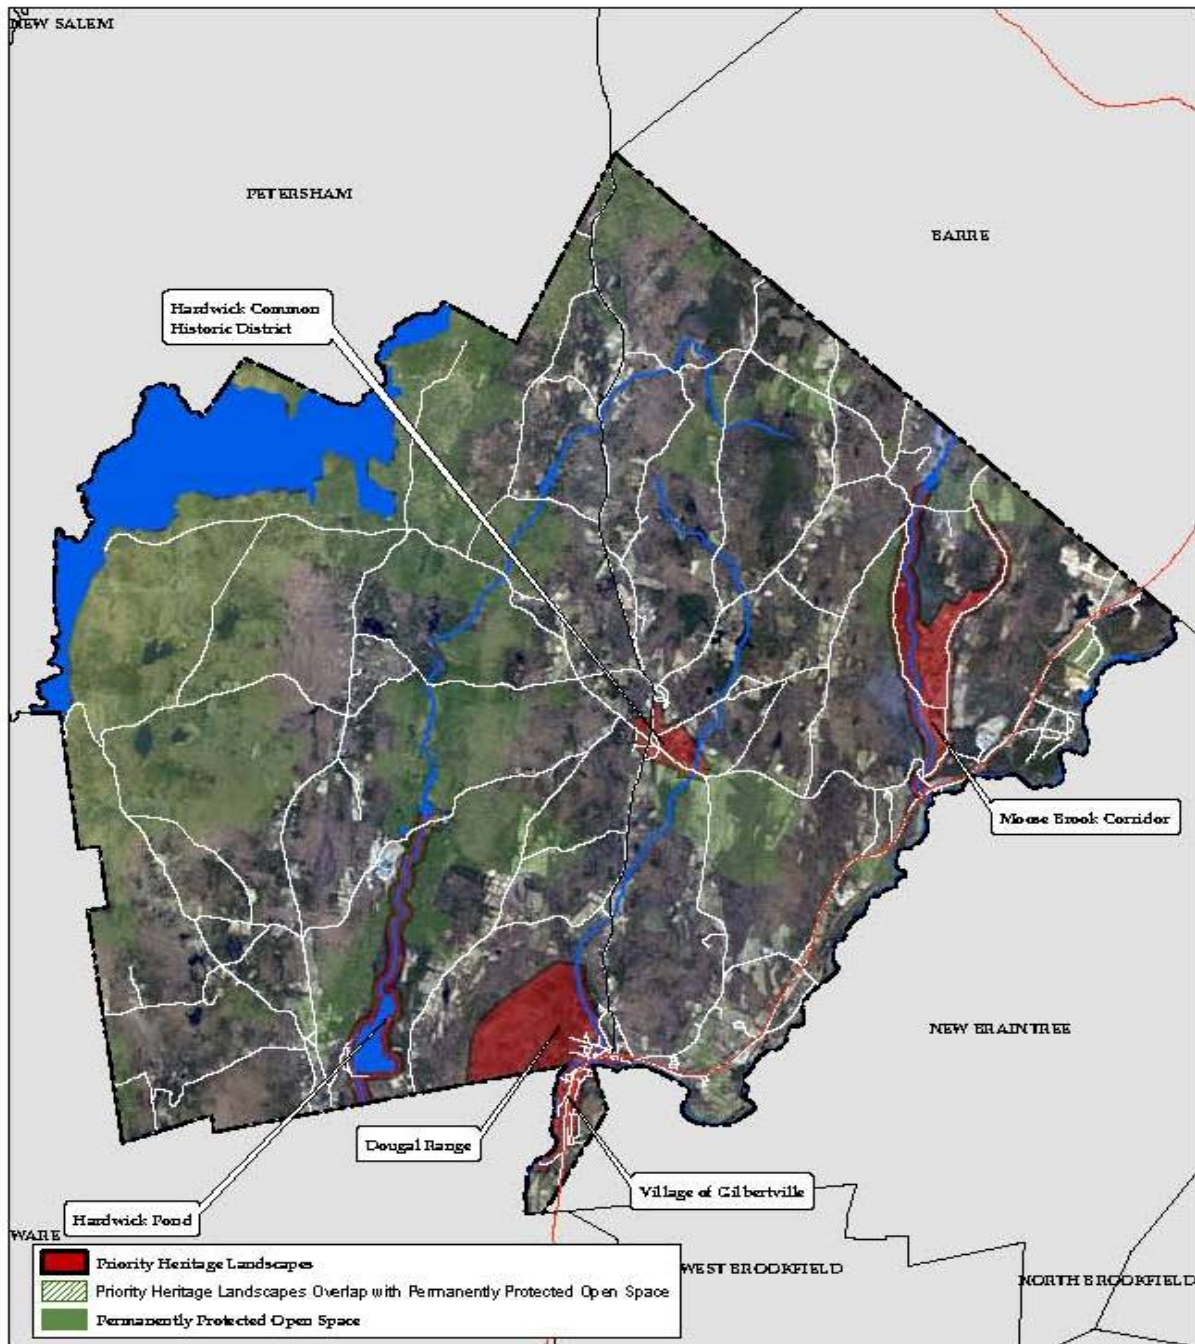 NEW SALEM
PETERSHAM
BARRE
Hardwick Common
Historic District
Moose Brook Corridor
NEW BRAINTREE
Dougal Range
Village of Gilbertville
Hardwick Pond
WARE
WEST BROOKFIELD
NORTH BROOKFIELD
Priority Heritage Landscapes
Priority Heritage Landscapes Overlap with Permanently Protected Open Space
Permanently Protected Open Space